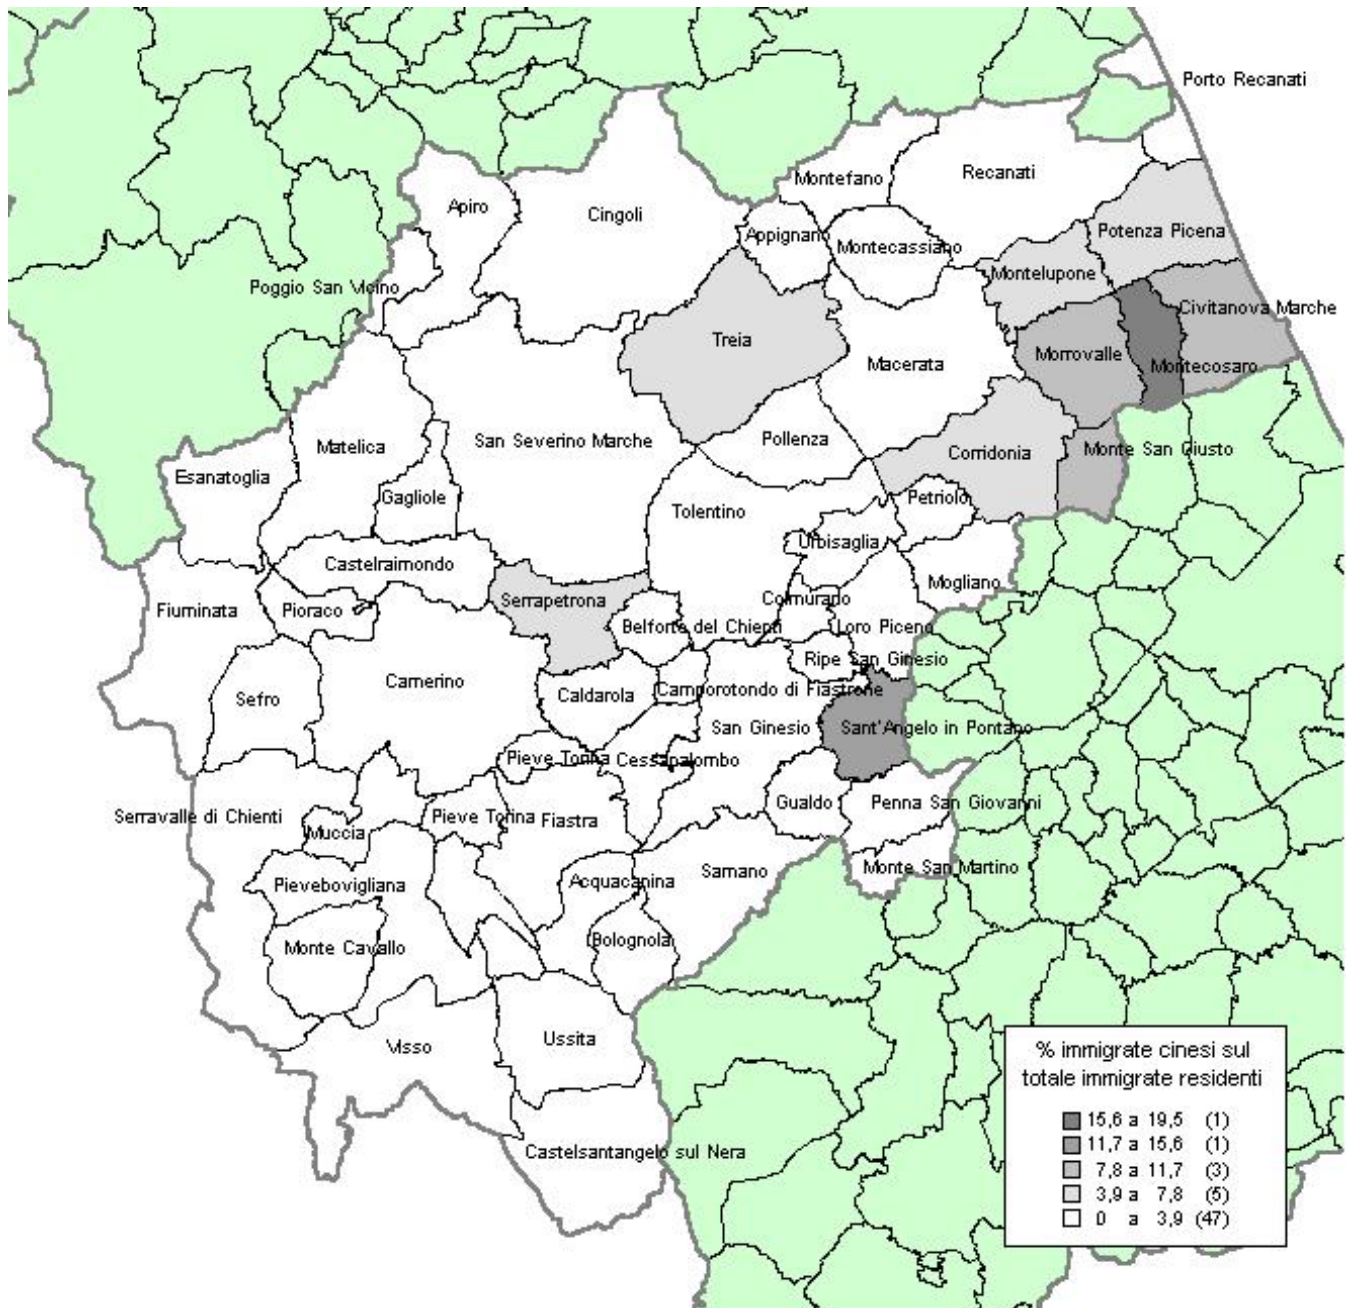 Porto Recanati
Recanati
Montefano
Apiro
Cingoli
Appignano
Montecassiano
Potenza Picena
Montelupone
Poggio San Vicino
Civitanova Marche
Treia
Morrovalle
Macerata
Montecosaro
San Severino Marche
Pollenza
Matelica
Corridonia
Monte San Giusto
Esanatoglia
Gagliole
Petriolo
Tolentino
Urbisaglia
Castelraimondo
Mogliano
Serrapetrona
Colmurano
Fiuminata
Pioraco
Belforte del Chienti
Loro Piceno
Ripe San Ginesio
Camerino
Caldarola
Camporotondo di Fiastrone
Sefro
San Ginesio
Sant'Angelo in Pontano
Pieve Torina
Cessapalombo
Gualdo
Penna San Giovanni
Serravalle di Chienti
Pieve Torina
Fiastra
Muccia
Monte San Martino
Sarnano
Acquacanina
Pievebovigliana
Bolognola
Monte Cavallo
Ussita
Visso
Castelsantangelo sul Nera
% immigrate cinesi sul
totale immigrate residenti
15,6 a 19,5 (1)
11,7 a 15,6 (1)
7,8 a 11,7 (3)
3,9 a 7,8 (5)
0 a 3,9 (47)